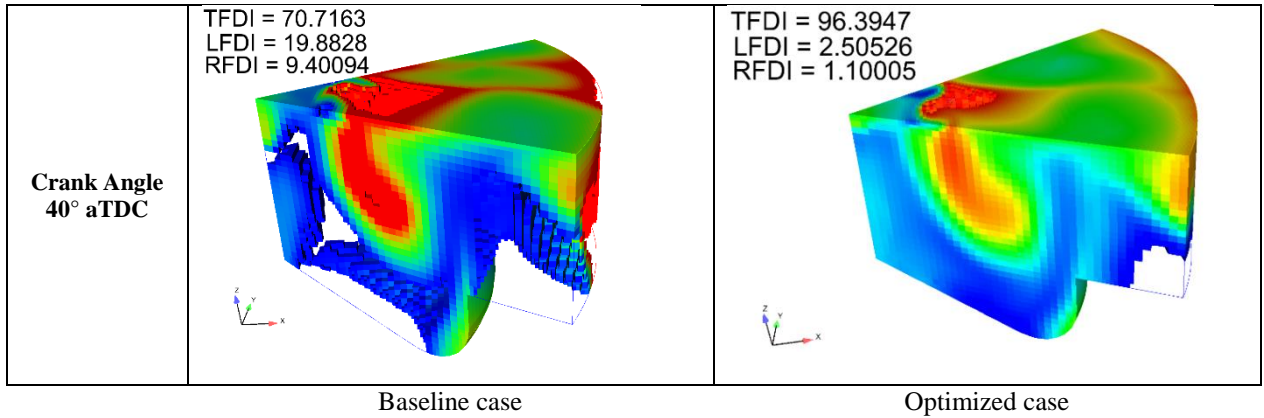 Crank Angle
40° aTDC
TFDI = 70.7163
LFDI = 19.8828
RFDI = 9.40094
Z
Y
X
TFDI = 96.3947
LFDI = 2.50526
RFDI = 1.10005
Z
Y
X
Baseline case
Optimized case